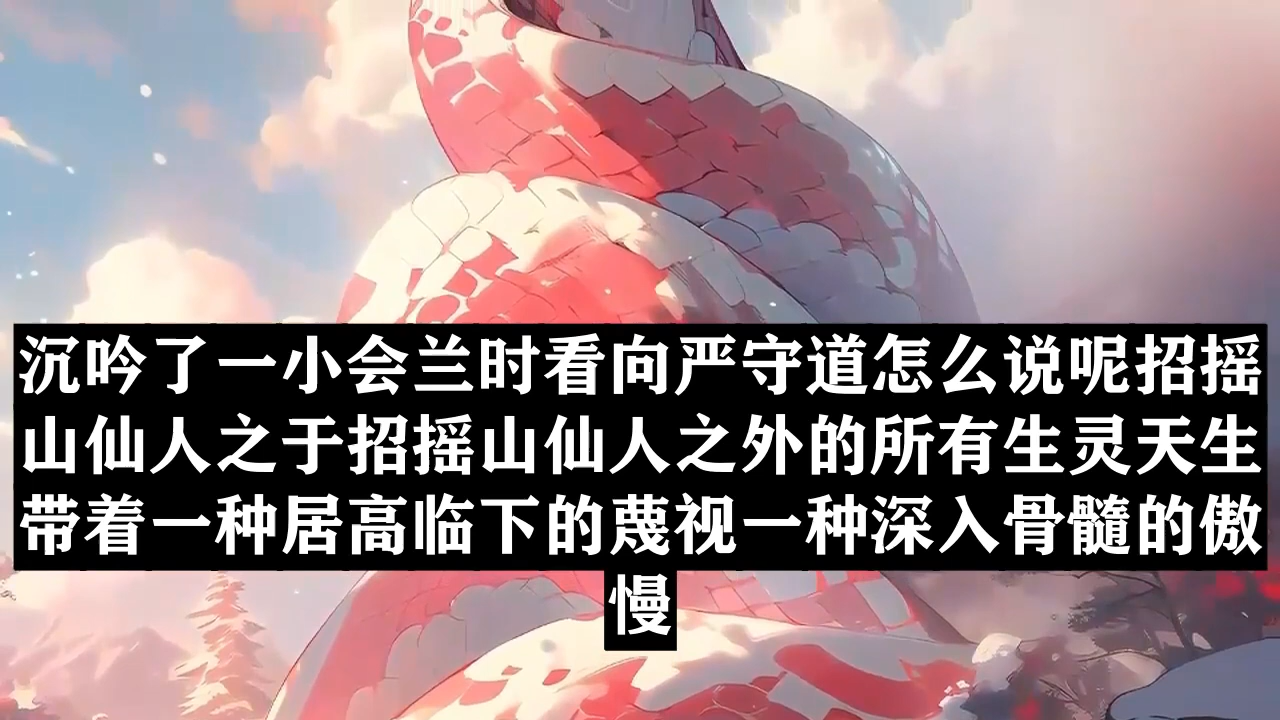 沉吟了一小会兰时看向严守道怎么说呢招摇
山仙人之于招摇山仙人之外的所有生灵天生
带着一种居高临下的蔑视一种深入骨髓的傲
慢